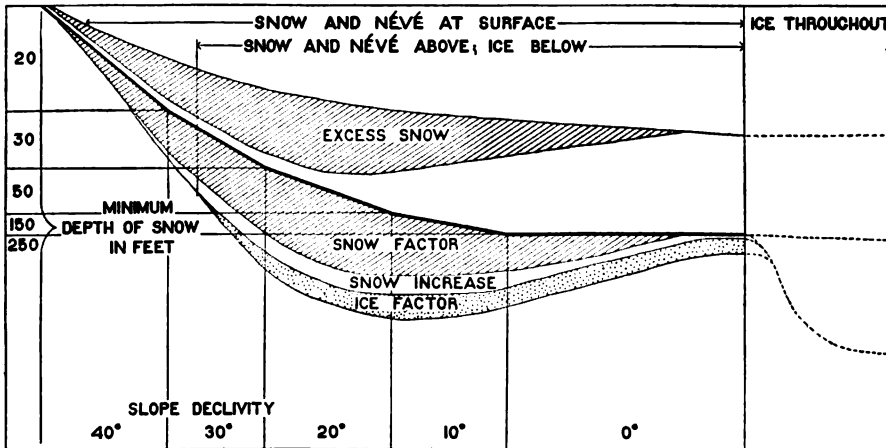 SNOW AND NÉVÉ AT SURFACE
ICE THROUGHOUT
SNOW AND NÉVÉ ABOVE; ICE BELOW
20
EXCESS SNOW
30
50
MINIMUM
DEPTH OF SNOW
IN FEET
150
250
SNOW FACTOR
SNOW INCREASE
ICE FACTOR
SLOPE DECLIVITY
40° 30° 20° 10° 0°